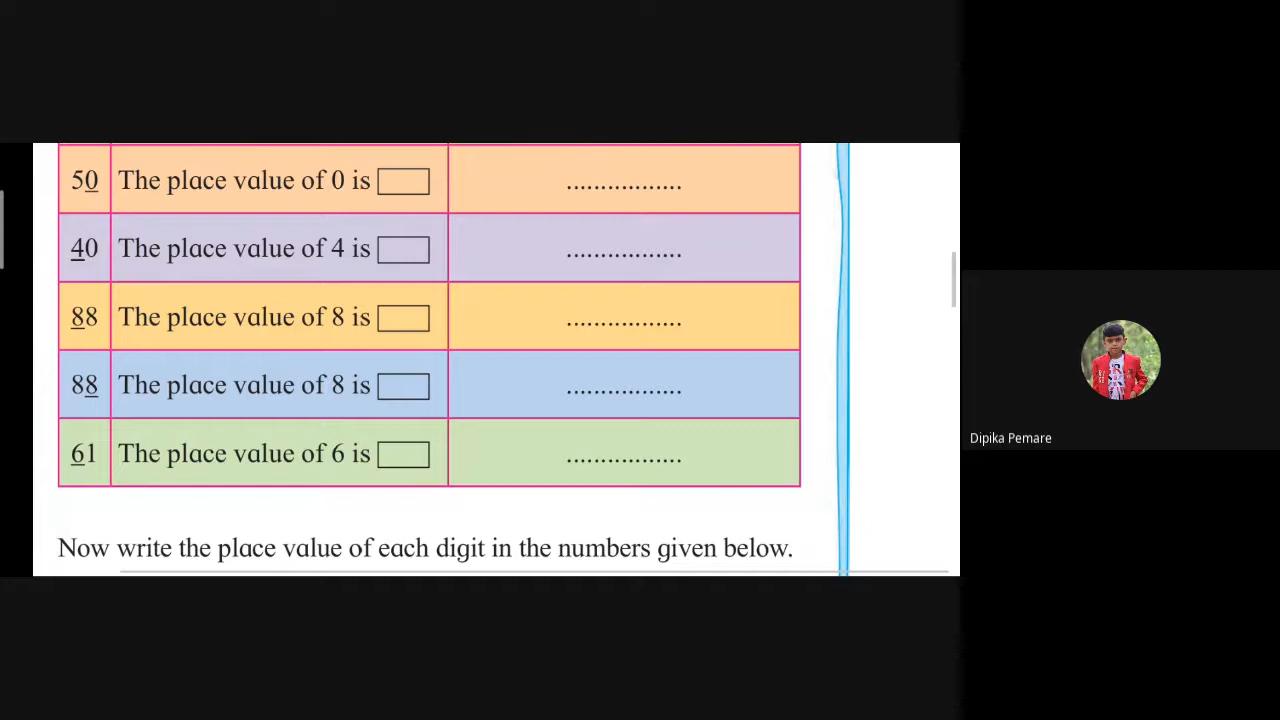 50 The place value of 0 is .................
40 The place value of 4 is .................
88 The place value of 8 is .................
88 The place value of 8 is .................
61 The place value of 6 is .................
Now write the place value of each digit in the numbers given below.
Dipika Pemare